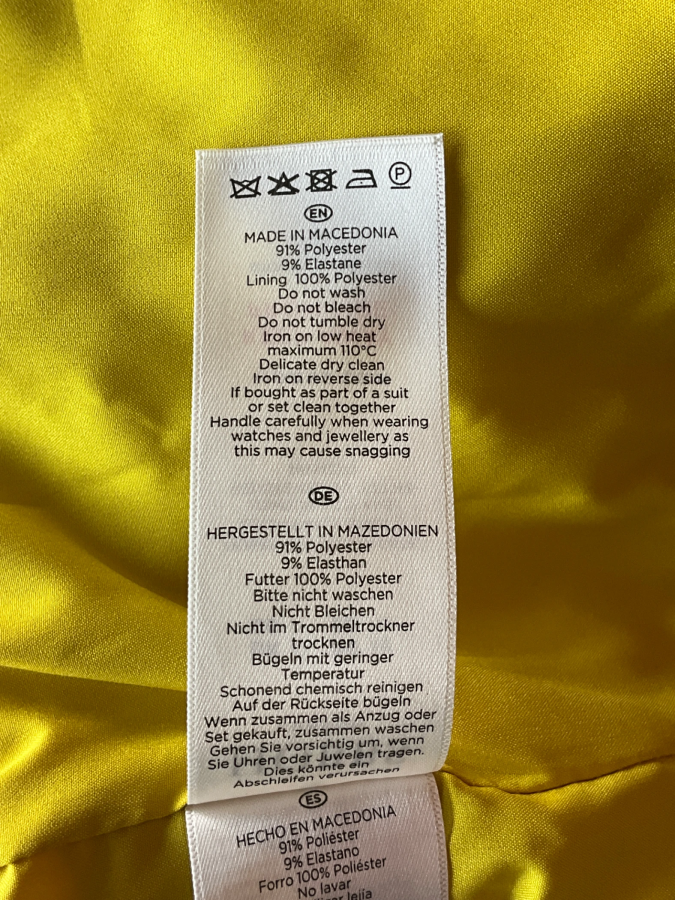 P
EN
MADE IN MACEDONIA
91% Polyester
9% Elastane
Lining 100% Polyester
Do not wash
Do not bleach
Do not tumble dry
Iron on low heat
maximum 110°C
Delicate dry clean
Iron on reverse side
If bought as part of a suit
or set clean together
Handle carefully when wearing
watches and jewellery as
this may cause snagging
DE
HERGESTELLT IN MAZEDONIEN
91% Polyester
9% Elasthan
Futter 100% Polyester
Bitte nicht waschen
Nicht Bleichen
Nicht im Trommeltrockner
trocknen
Bügeln mit geringer
Temperatur
Schonend chemisch reinigen
Auf der Rückseite bügeln
Wenn zusammen als Anzug oder
Set gekauft, zusammen waschen
Gehen Sie vorsichtig um, wenn
Sie Uhren oder Juwelen tragen.
Dies könnte ein
Abschleifen verursachen
ES
HECHO EN MACEDONIA
91% Poliéster
9% Elastano
Forro 100% Poliéster
No lavar
lejía